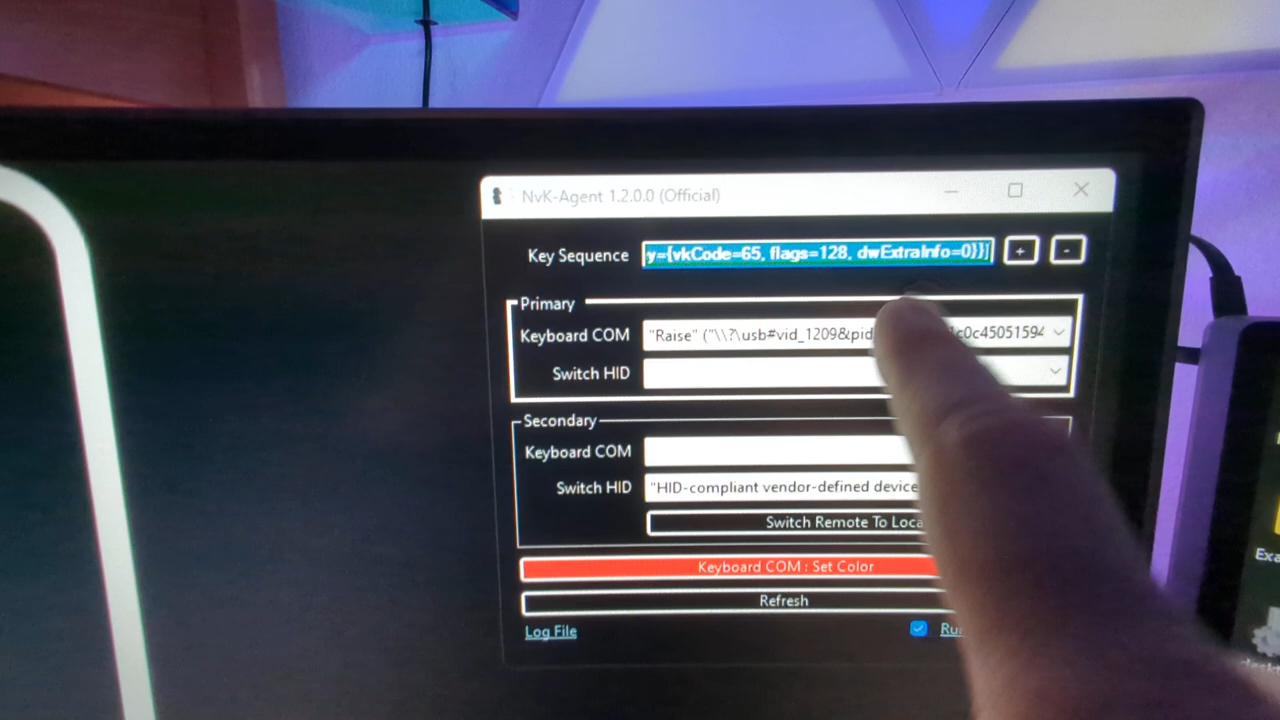 NvK-Agent 1.2.0.0 (Official)
Key Sequence y={vkCode=65, flags=128, dwExtraInfo=0}}] + -
Primary
Keyboard COM "Raise" ("\\?\usb#vid_1209&pid c0c45051594
Switch HID
Secondary
Keyboard COM
Switch HID "HID-compliant vendor-defined device
Switch Remote To Loca
Keyboard COM : Set Color
Refresh
Log File